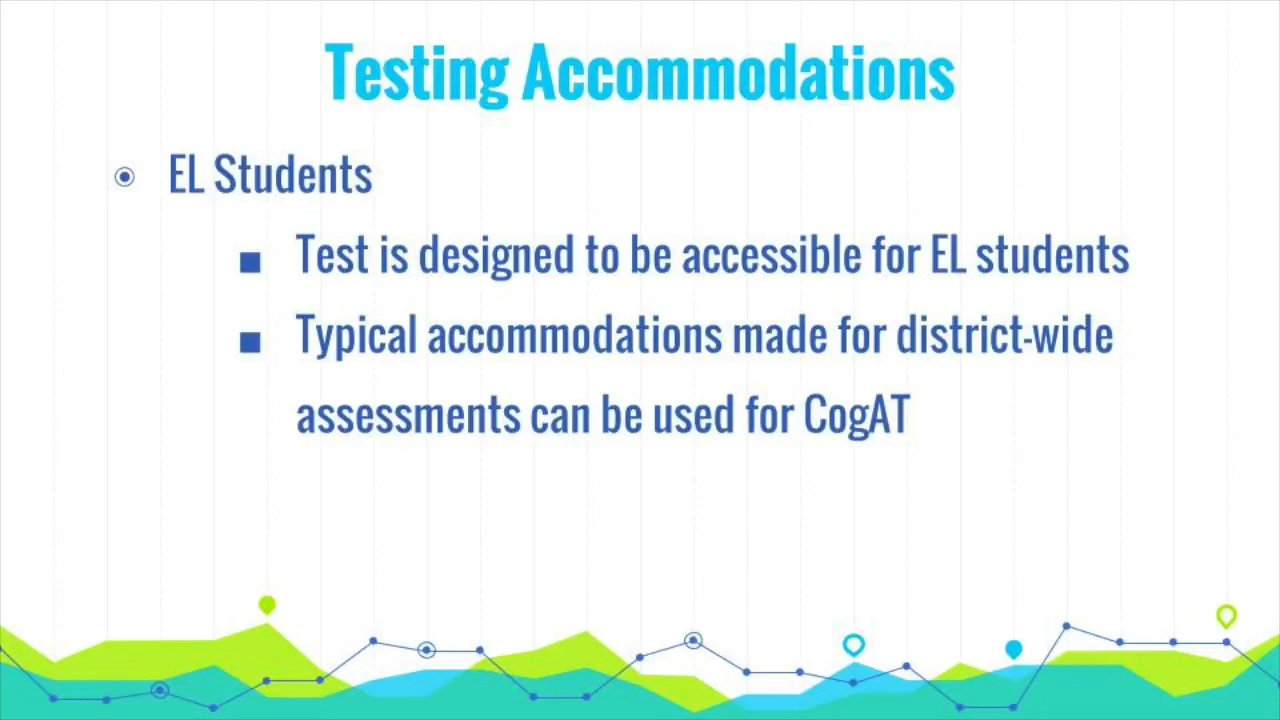 Testing Accommodations
EL Students
Test is designed to be accessible for EL students
Typical accommodations made for district-wide
assessments can be used for CogAT